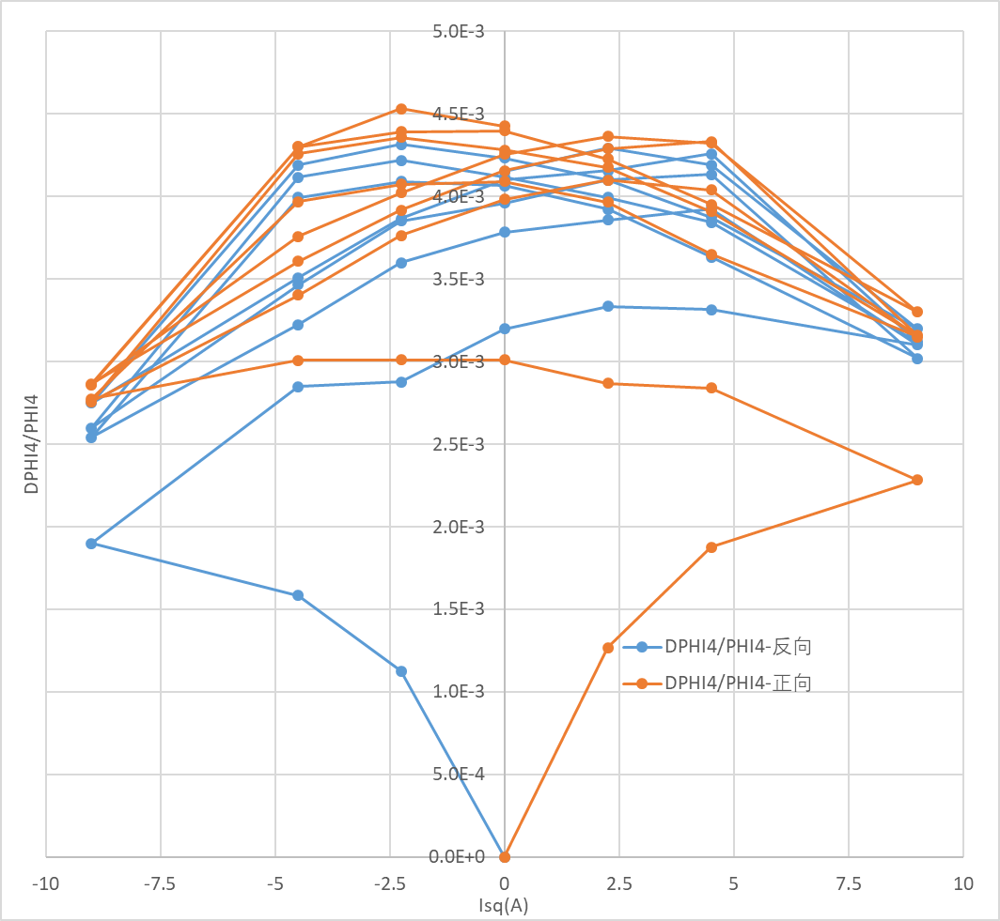 5.0E-3
4.5E-3
4.0E-3
3.5E-3
3.0E-3
2.5E-3
2.0E-3
1.5E-3
1.0E-3
5.0E-4
0.0E+0
DPHI4/PHI4
DPHI4/PHI4-反向
DPHI4/PHI4-正向
-10 -7.5 -5 -2.5 0 2.5 5 7.5 10
Isq(A)